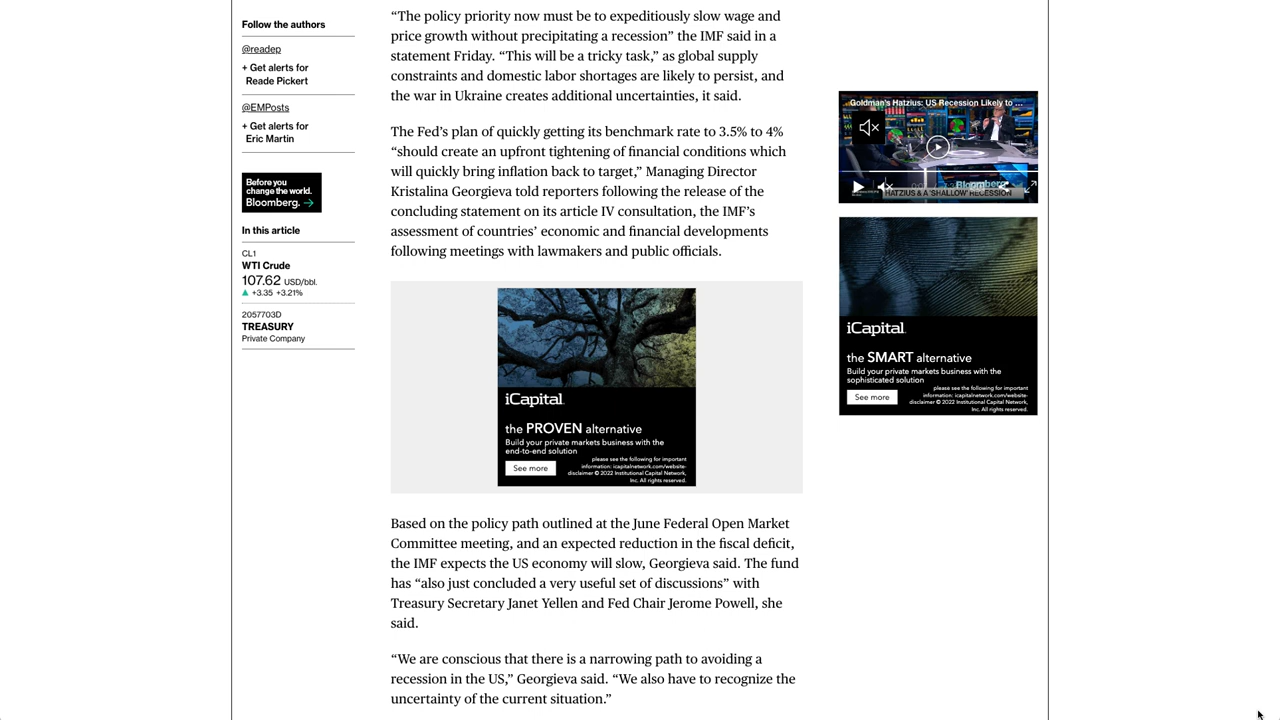 Follow the authors
@readep
+ Get alerts for
Reade Pickert
@EMPosts
+ Get alerts for
Eric Martin
Before you
change the world.
Bloomberg. →
In this article
CL1
WTI Crude
107.62 USD/bbl.
▲ +3.35 +3.21%
2057703D
TREASURY
Private Company
“The policy priority now must be to expeditiously slow wage and
price growth without precipitating a recession” the IMF said in a
statement Friday. “This will be a tricky task,” as global supply
constraints and domestic labor shortages are likely to persist, and
the war in Ukraine creates additional uncertainties, it said.
The Fed’s plan of quickly getting its benchmark rate to 3.5% to 4%
“should create an upfront tightening of financial conditions which
will quickly bring inflation back to target,” Managing Director
Kristalina Georgieva told reporters following the release of the
concluding statement on its article IV consultation, the IMF’s
assessment of countries’ economic and financial developments
following meetings with lawmakers and public officials.
iCapital.
the PROVEN alternative
Build your private markets business with the
end-to-end solution
See more
please see the following for important
information: icapitalnetwork.com/website-
disclaimer © 2022 Institutional Capital Network,
Inc. All rights reserved.
Based on the policy path outlined at the June Federal Open Market
Committee meeting, and an expected reduction in the fiscal deficit,
the IMF expects the US economy will slow, Georgieva said. The fund
has “also just concluded a very useful set of discussions” with
Treasury Secretary Janet Yellen and Fed Chair Jerome Powell, she
said.
“We are conscious that there is a narrowing path to avoiding a
recession in the US,” Georgieva said. “We also have to recognize the
uncertainty of the current situation.”
Goldman's Hatzius: US Recession Likely to ...
Bloomberg
HATZIUS & A 'SHALLOW' RECESSION
iCapital.
the SMART alternative
Build your private markets business with the
sophisticated solution
See more
please see the following for important
information: icapitalnetwork.com/website-
disclaimer © 2022 Institutional Capital Network,
Inc. All rights reserved.